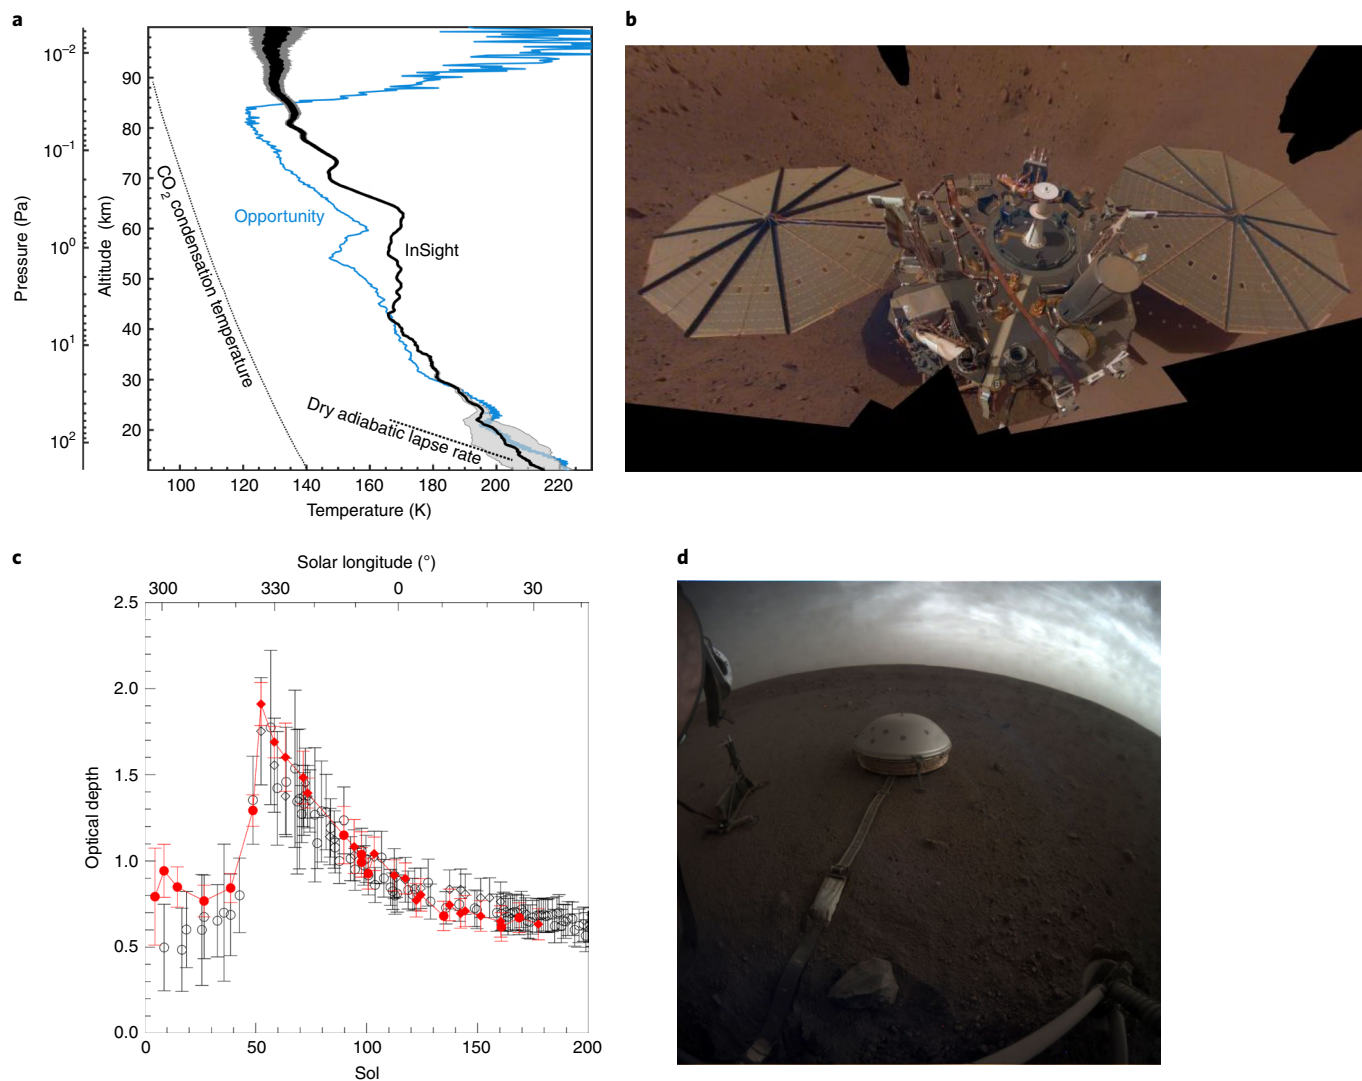 a
b
10⁻²
10⁻¹
10⁰
10¹
10²
Pressure (Pa)
90
80
70
60
50
40
30
20
Altitude (km)
CO₂ condensation temperature
Opportunity
InSight
Dry adiabatic lapse rate
100 120 140 160 180 200 220
Temperature (K)
c
d
Solar longitude (°)
300 330 0 30
2.5
2.0
1.5
1.0
0.5
0.0
Optical depth
0 50 100 150 200
Sol